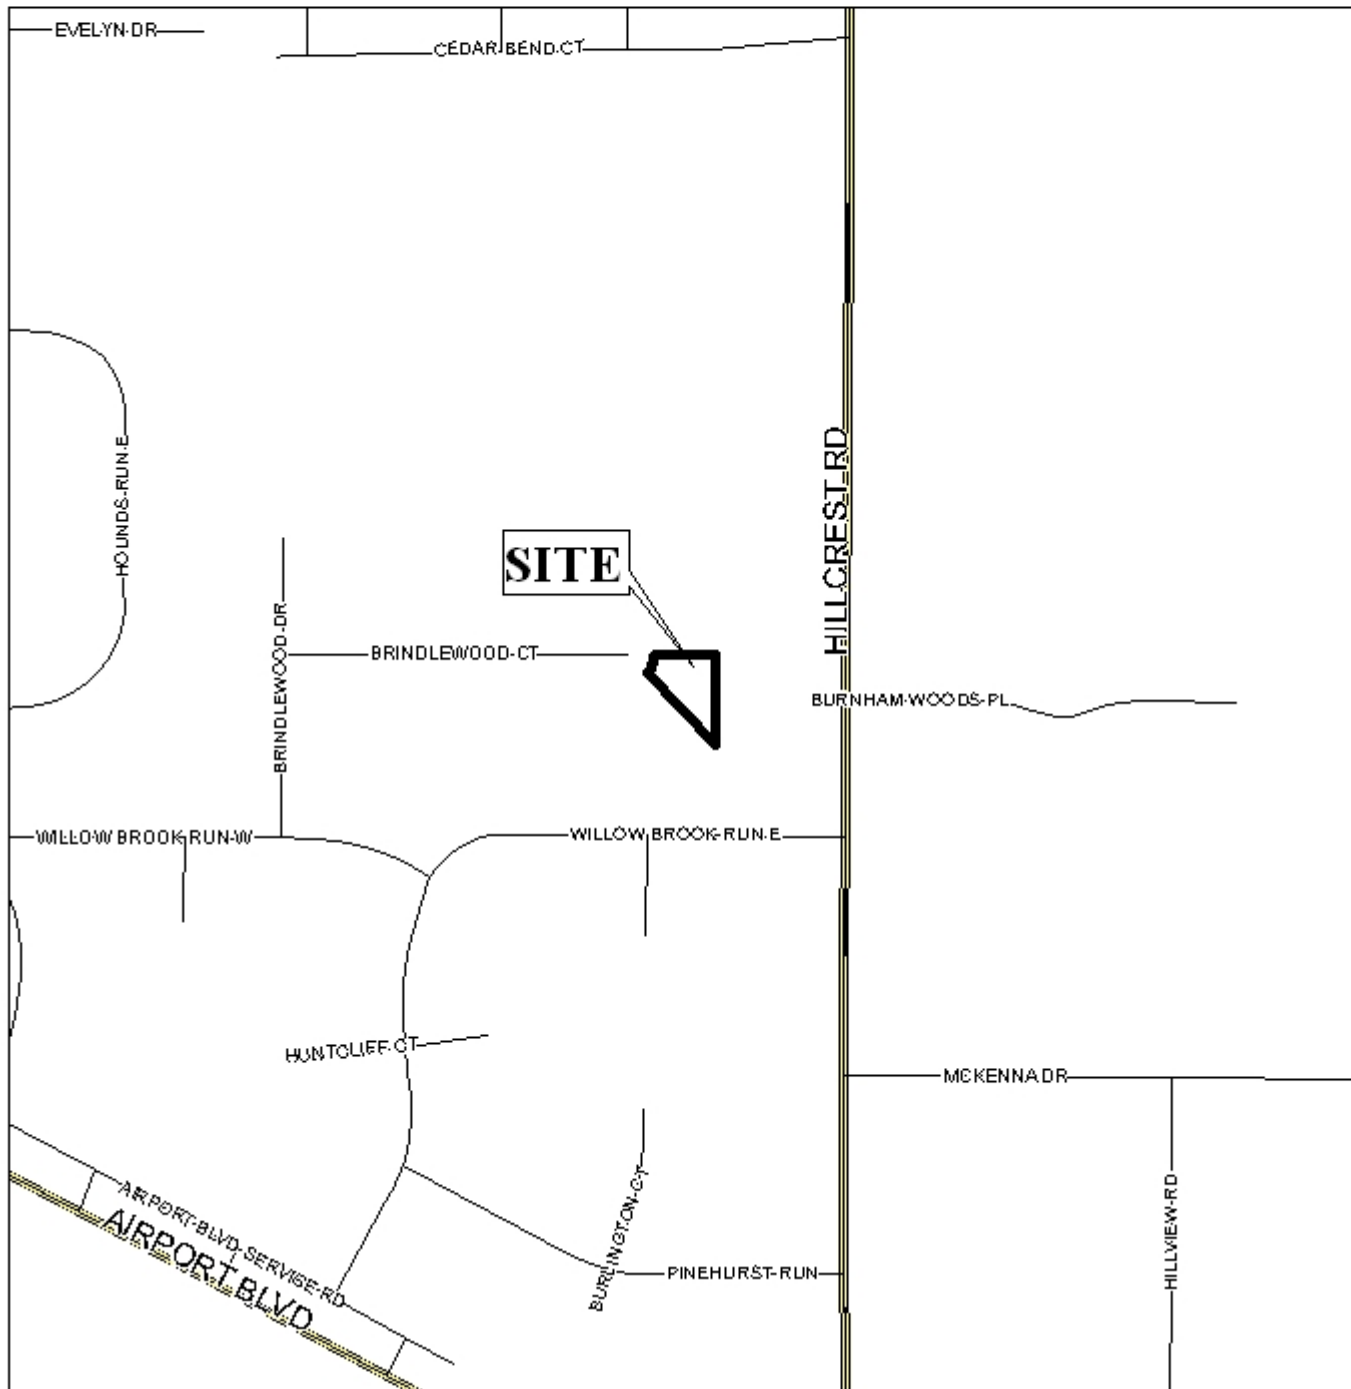 EVELYN DR
CEDAR BEND CT
HOUNDS RUN E
HILLCREST RD
SITE
BRINDLEWOOD DR
BRINDLEWOOD CT
BURNHAM WOODS PL
WILLOW BROOK RUN W
WILLOW BROOK RUN E
HUNTCLIFF CT
MCKENNA DR
AIRPORT BLVD SERVICE RD
AIRPORT BLVD
BURLINGTON CT
PINEHURST RUN
HILLVIEW RD